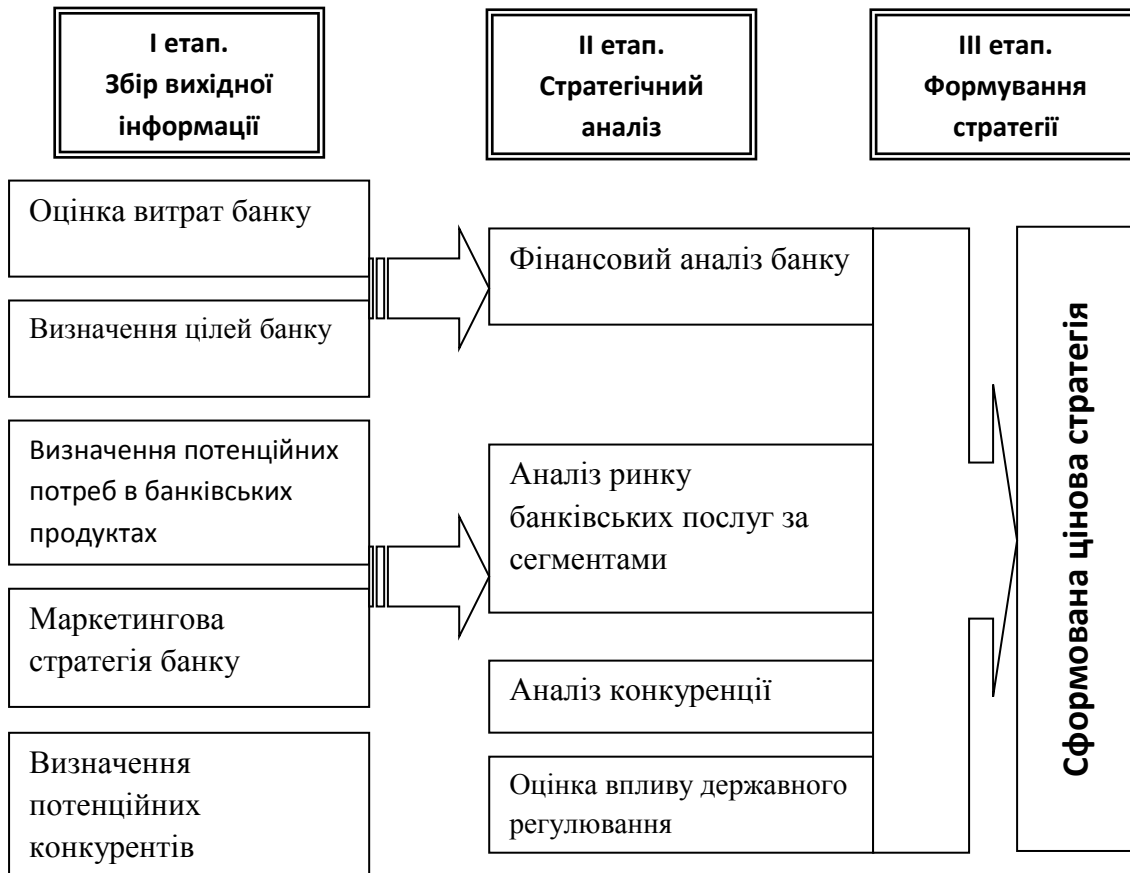 І етап.
Збір вихідної
інформації
ІІ етап.
Стратегічний
аналіз
ІІІ етап.
Формування
стратегії
Оцінка витрат банку
Визначення цілей банку
Визначення потенційних
потреб в банківських
продуктах
Маркетингова
стратегія банку
Визначення
потенційних
конкурентів
Фінансовий аналіз банку
Аналіз ринку
банківських послуг за
сегментами
Аналіз конкуренції
Оцінка впливу державного
регулювання
Сформована цінова стратегія